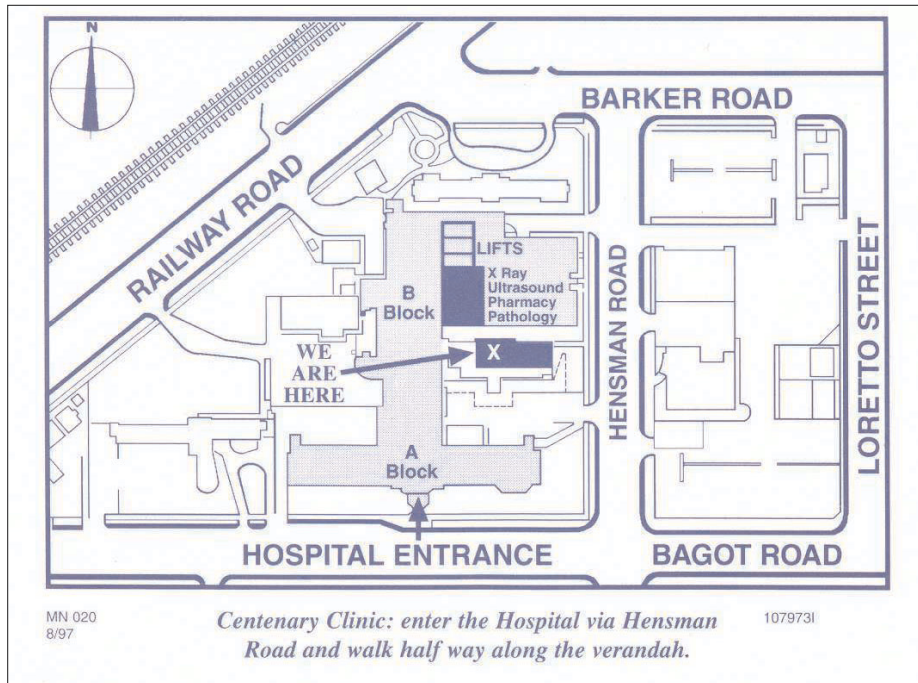 N
BARKER ROAD
RAILWAY ROAD
LIFTS
X Ray
Ultrasound
Pharmacy
Pathology
B
Block
HENSMAN ROAD
LORETTO STREET
WE
ARE
HERE
X
A
Block
HOSPITAL ENTRANCE
BAGOT ROAD
MN 020
8/97
Centenary Clinic: enter the Hospital via Hensman
Road and walk half way along the verandah.
107973I